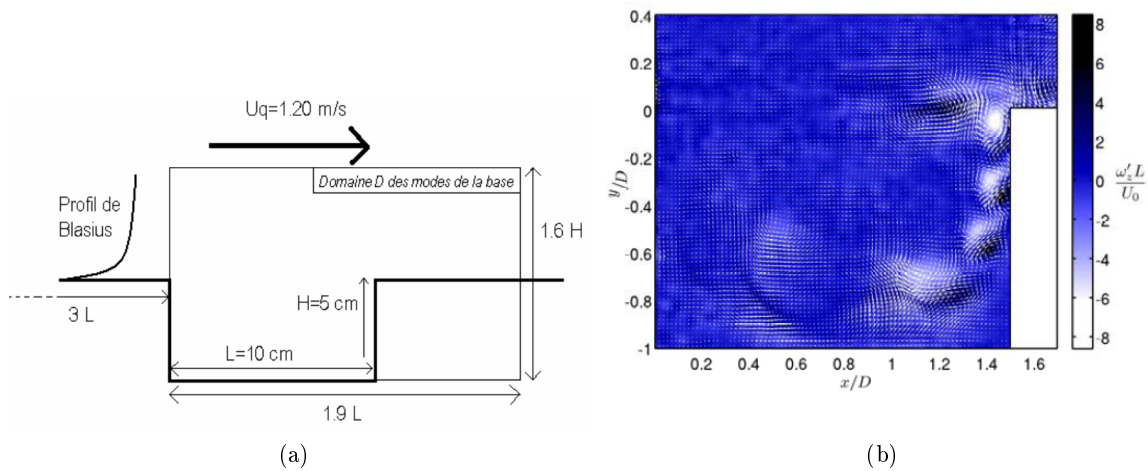 Uq=1.20 m/s
Domaine D des modes de la base
Profil de
Blasius
1.6 H
H=5 cm
3 L
L=10 cm
1.9 L
(a)
0.4
0.2
0
-0.2
-0.4
-0.6
-0.8
-1
y/D
0.2 0.4 0.6 0.8 1 1.2 1.4 1.6
x/D
8
6
4
2
0
-2
-4
-6
-8
ω'_z L
U_0
(b)